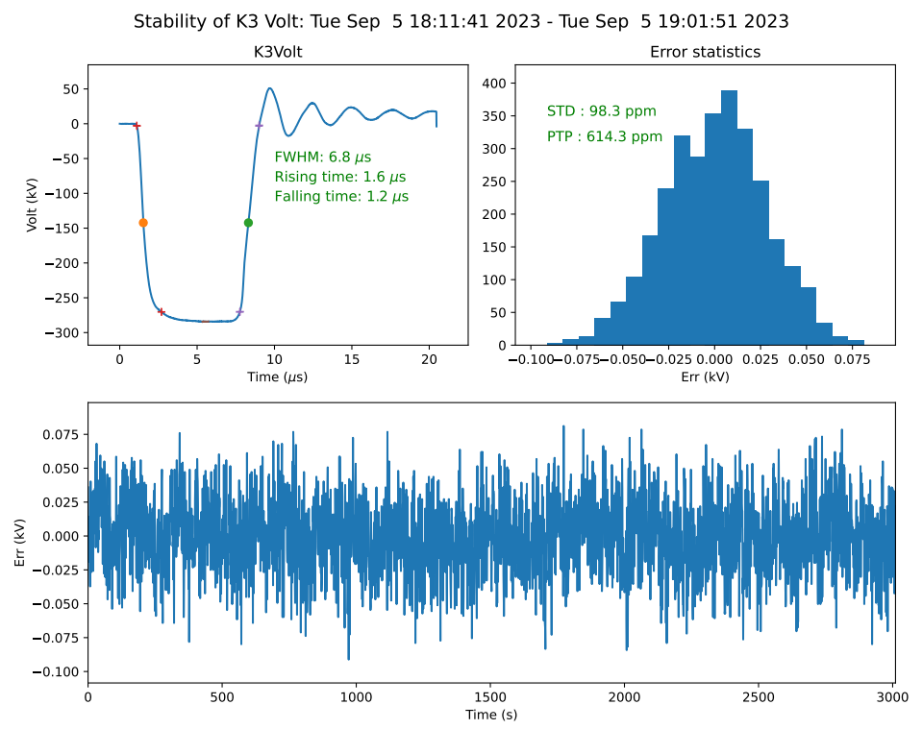 Stability of K3 Volt: Tue Sep  5 18:11:41 2023 - Tue Sep  5 19:01:51 2023
K3Volt
Volt (kV)
50
0
−50
−100
−150
−200
−250
−300
FWHM: 6.8 μs
Rising time: 1.6 μs
Falling time: 1.2 μs
0 5 10 15 20
Time (μs)
Error statistics
400
350
300
250
200
150
100
50
0
STD : 98.3 ppm
PTP : 614.3 ppm
−0.100 −0.075 −0.050 −0.025 0.000 0.025 0.050 0.075
Err (kV)
Err (kV)
0.075
0.050
0.025
0.000
−0.025
−0.050
−0.075
−0.100
0 500 1000 1500 2000 2500 3000
Time (s)